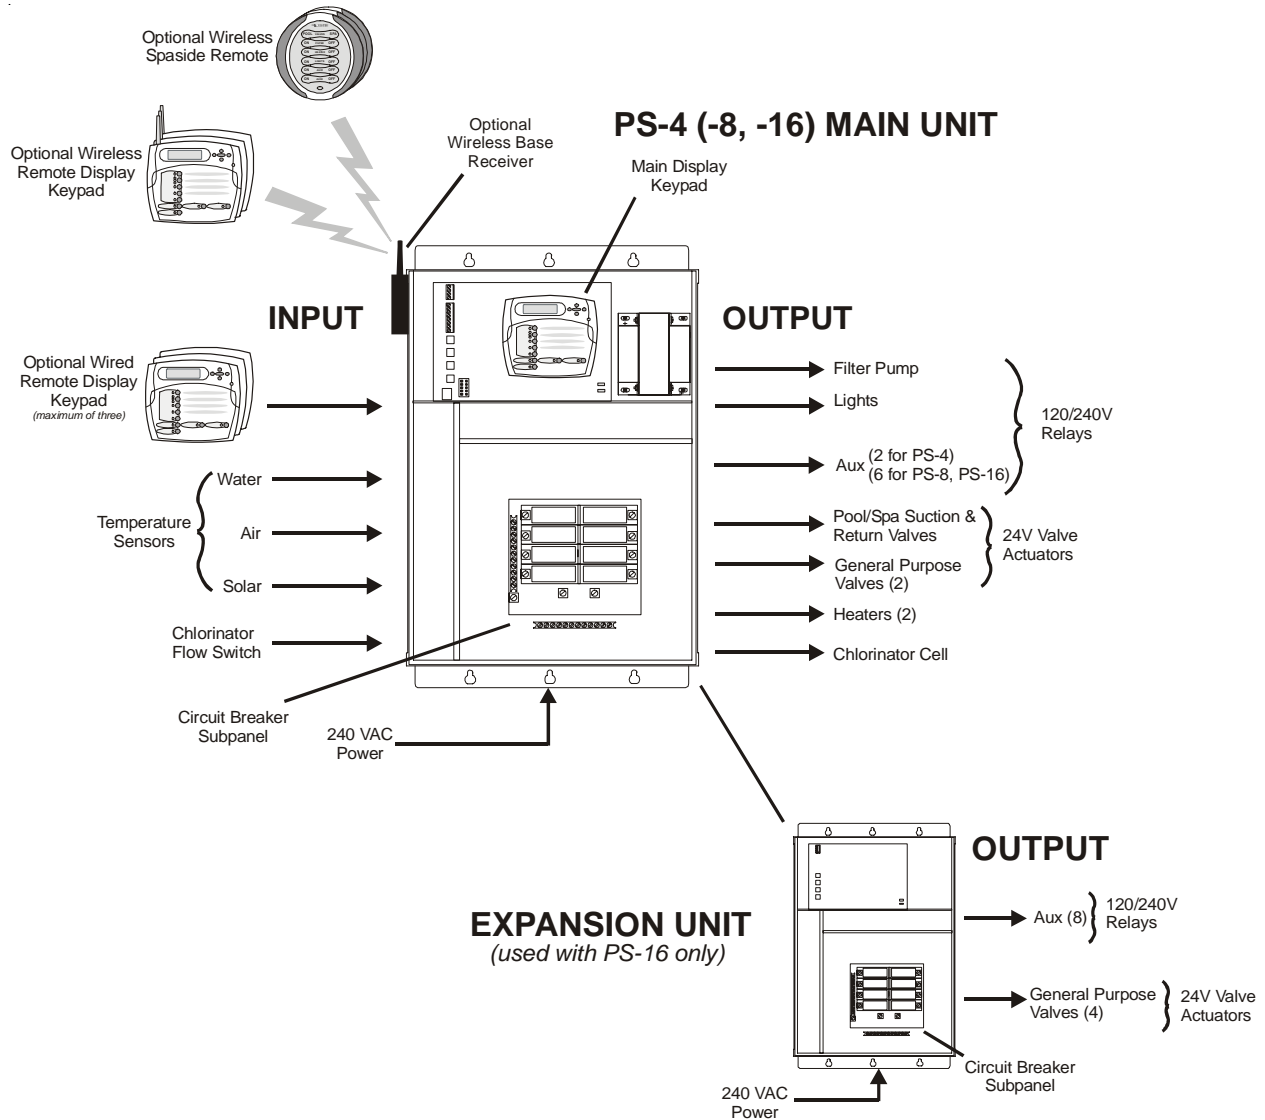 Optional Wireless
Spaside Remote
PS-4 (-8, -16) MAIN UNIT
Optional
Wireless Base
Receiver
Optional Wireless
Remote Display
Keypad
Main Display
Keypad
INPUT
OUTPUT
Optional Wired
Remote Display
Keypad
(maximum of three)
Filter Pump
Lights
120/240V
Relays
Aux (2 for PS-4)
(6 for PS-8, PS-16)
Water
Temperature
Sensors
Air
Solar
Pool/Spa Suction &
Return Valves
24V Valve
Actuators
General Purpose
Valves (2)
Heaters (2)
Chlorinator
Flow Switch
Chlorinator Cell
Circuit Breaker
Subpanel
240 VAC
Power
OUTPUT
EXPANSION UNIT
(used with PS-16 only)
Aux (8)
120/240V
Relays
General Purpose
Valves (4)
24V Valve
Actuators
Circuit Breaker
Subpanel
240 VAC
Power